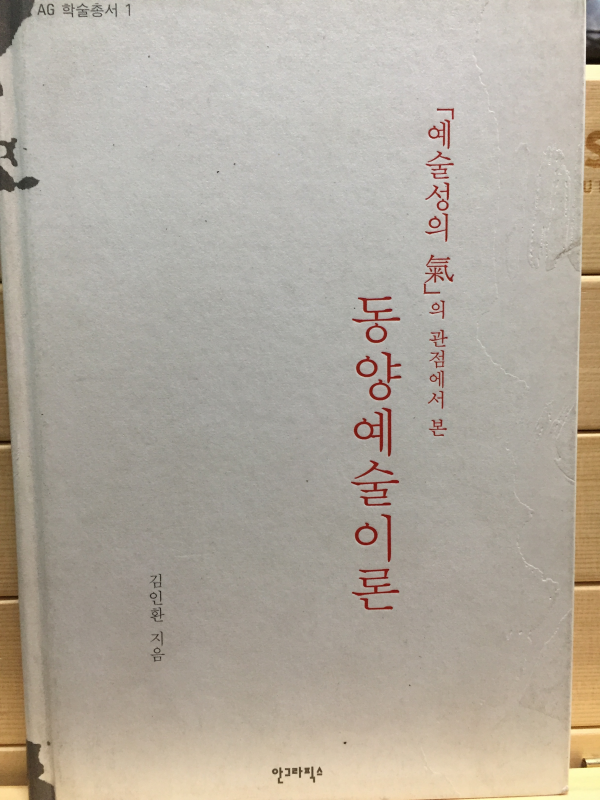 AG 학술총서 1
「예술성의 氣」의 관점에서 본
동양예술이론
김인환 지음
안그라픽스